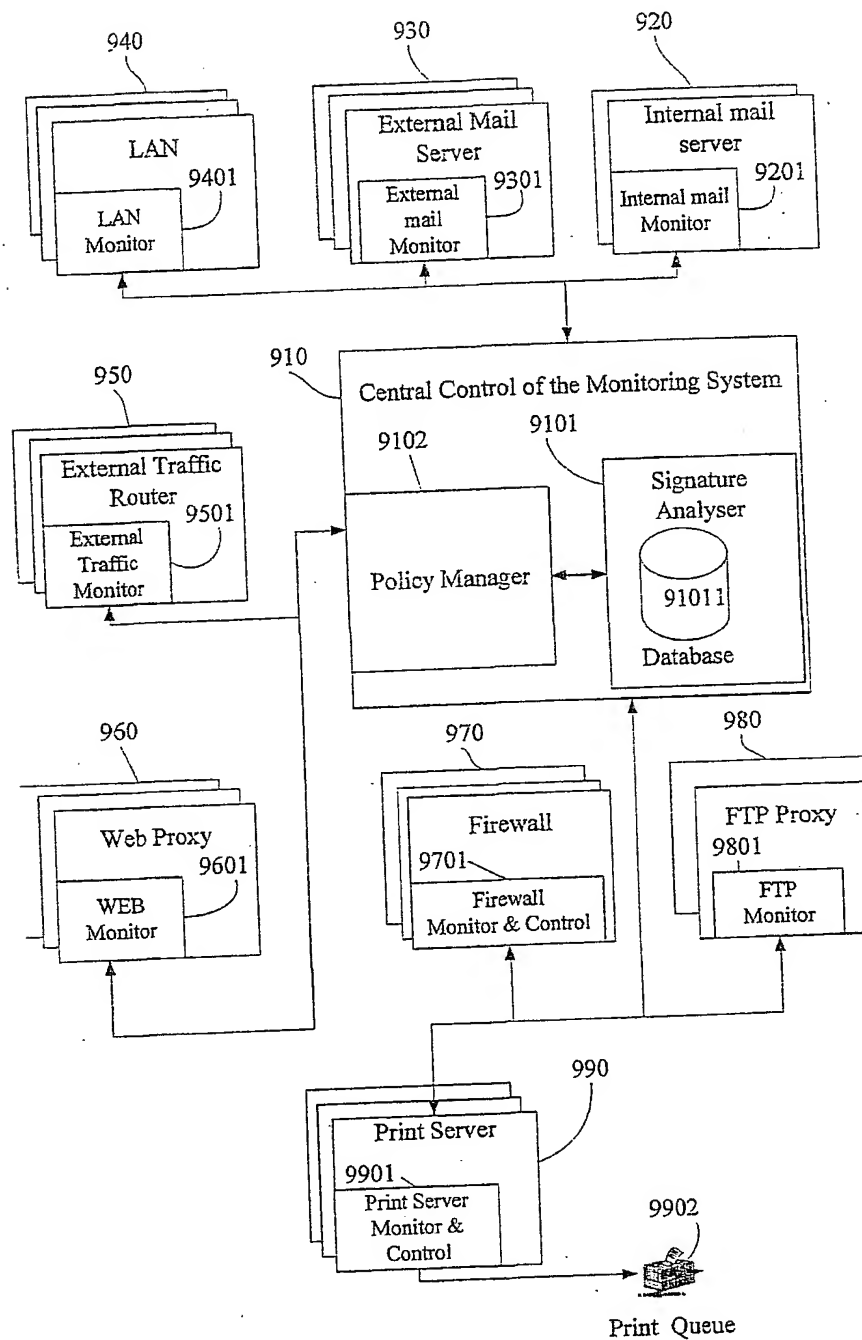 940
930
920
LAN
9401
LAN
Monitor
External Mail
Server
9301
External
mail
Monitor
Internal mail
server
9201
Internal mail
Monitor
910
Central Control of the Monitoring System
9102
9101
Policy Manager
Signature
Analyser
91011
Database
950
External Traffic
Router
9501
External
Traffic
Monitor
960
Web Proxy
9601
WEB
Monitor
970
Firewall
9701
Firewall
Monitor & Control
980
FTP Proxy
9801
FTP
Monitor
990
Print Server
9901
Print Server
Monitor &
Control
9902
Print Queue